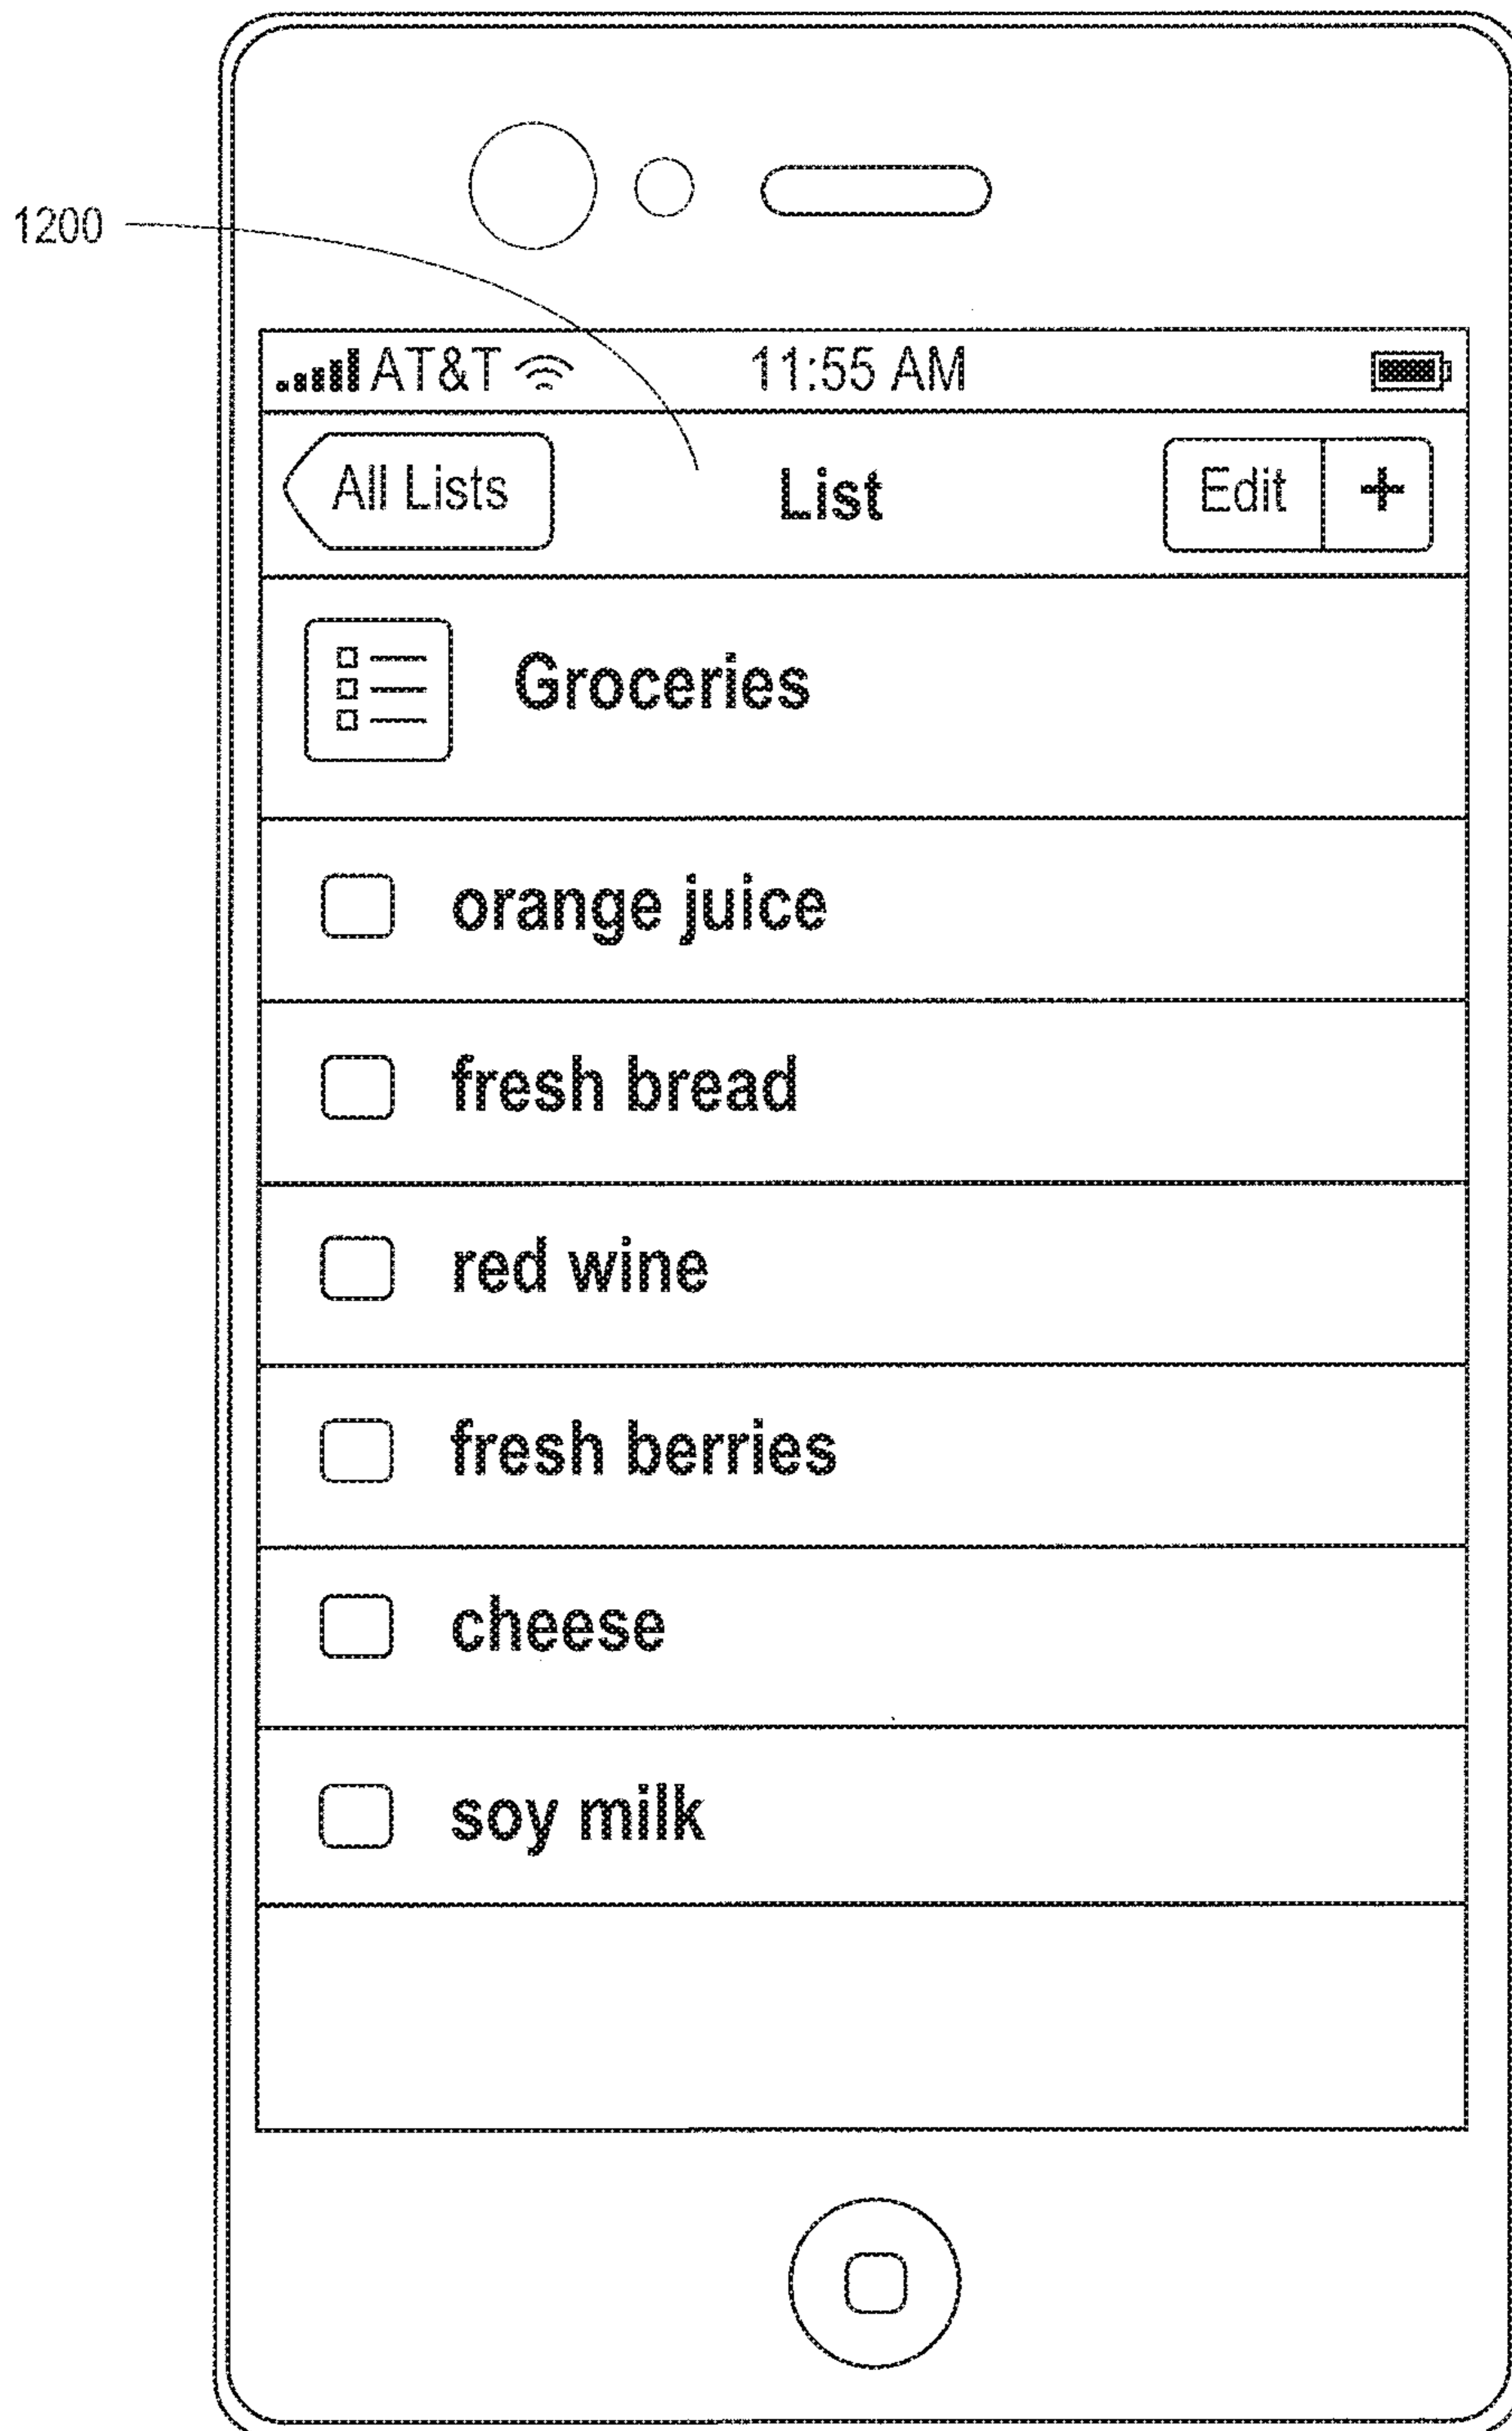 1200
AT&T 11:55 AM
All Lists List Edit +
Groceries
orange juice
fresh bread
red wine
fresh berries
cheese
soy milk